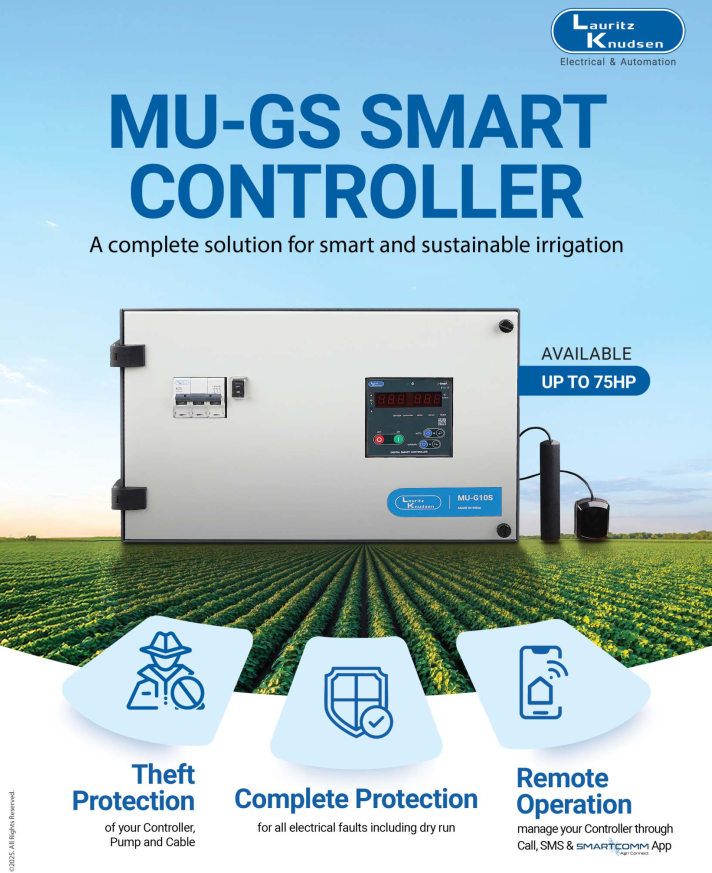 Lauritz
Knudsen
Electrical & Automation
MU-GS SMART
CONTROLLER
A complete solution for smart and sustainable irrigation
AVAILABLE
UP TO 75HP
Lauritz
Knudsen
MU-G10S
Theft
Protection
of your Controller,
Pump and Cable
Complete Protection
for all electrical faults including dry run
Remote
Operation
manage your Controller through
Call, SMS & SMARTCOMM App
Agri Connect
©2025. All Rights Reserved.